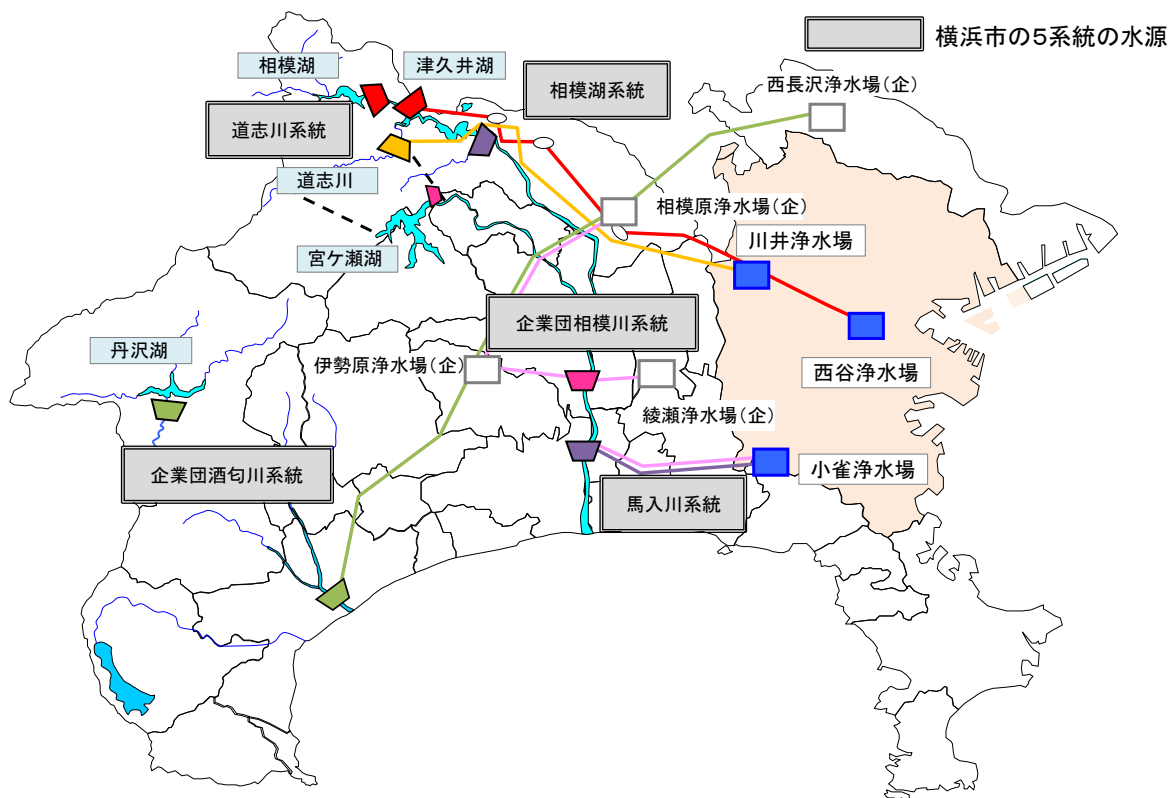 横浜市の5系統の水源
相模湖
津久井湖
相模湖系統
西長沢浄水場(企)
道志川系統
道志川
相模原浄水場(企)
川井浄水場
宮ケ瀬湖
企業団相模川系統
丹沢湖
伊勢原浄水場(企)
西谷浄水場
綾瀬浄水場(企)
企業団酒匂川系統
小雀浄水場
馬入川系統